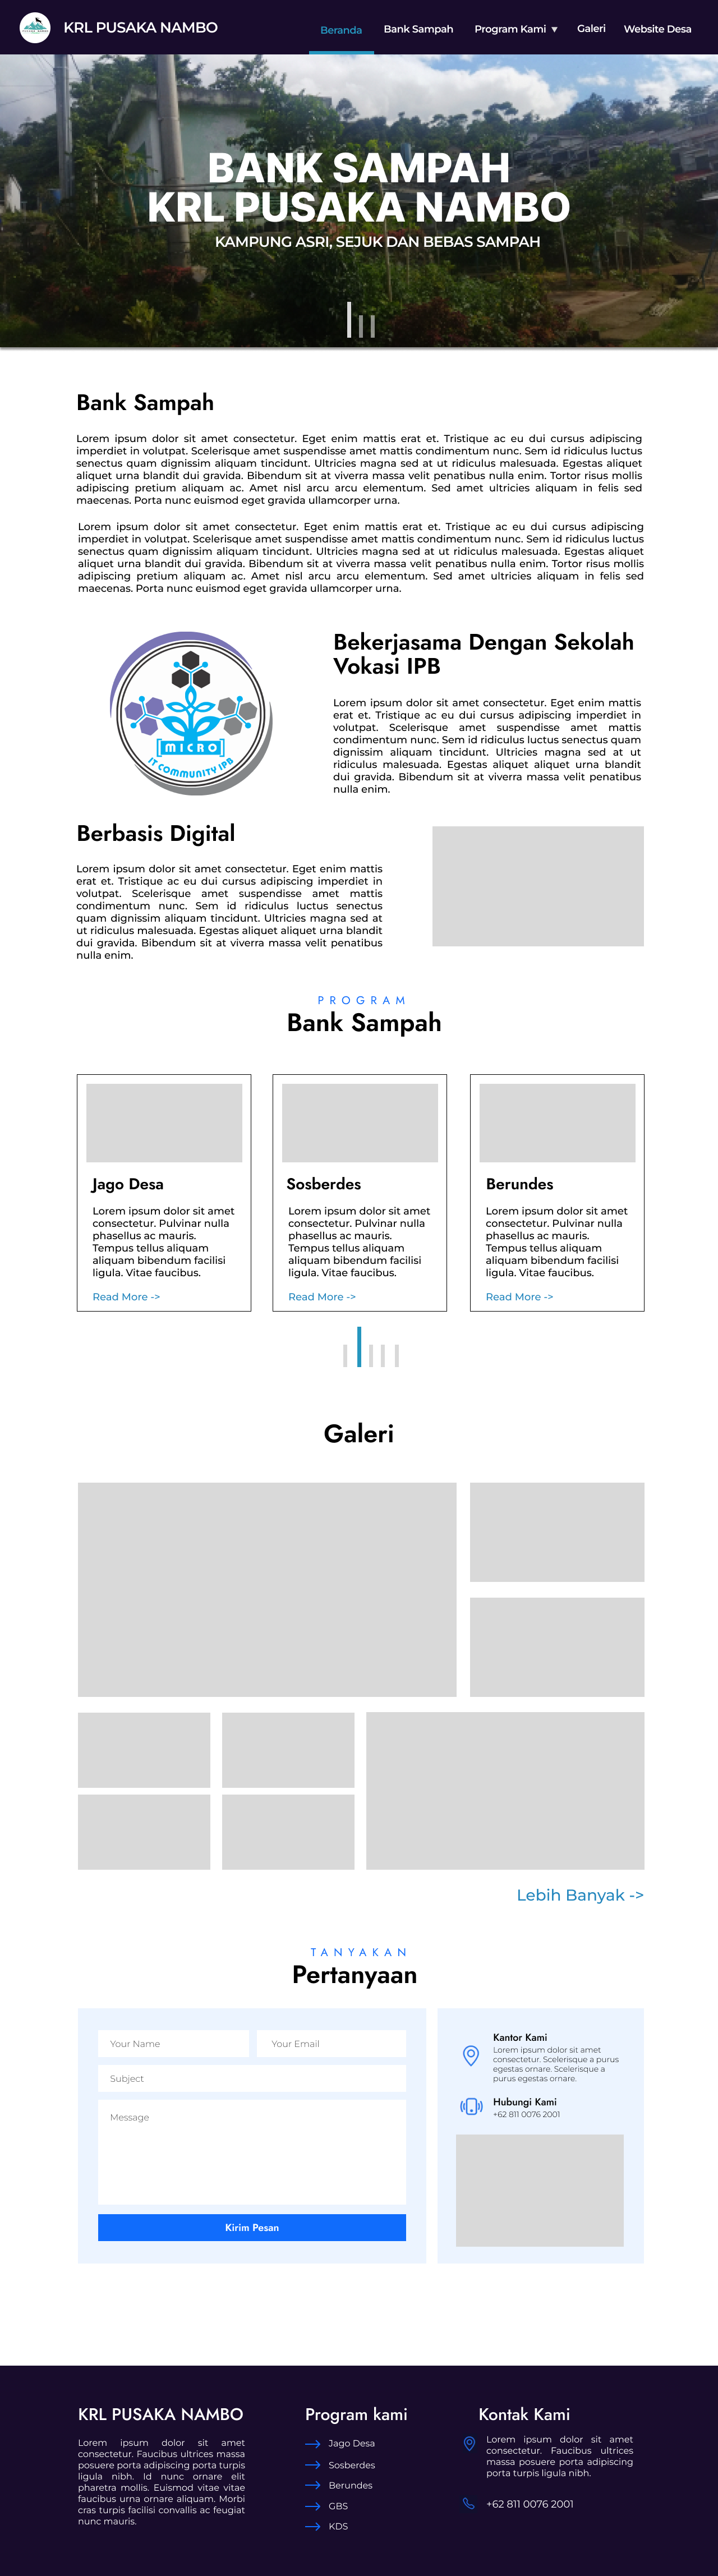 KRL PUSAKA NAMBO
Beranda
Bank Sampah
Program Kami ▼
Galeri
Website Desa
BANK SAMPAH
KRL PUSAKA NAMBO
KAMPUNG ASRI, SEJUK DAN BEBAS SAMPAH
Bank Sampah
Lorem ipsum dolor sit amet consectetur. Eget enim mattis erat et. Tristique ac eu dui cursus adipiscing
imperdiet in volutpat. Scelerisque amet suspendisse amet mattis condimentum nunc. Sem id ridiculus luctus
senectus quam dignissim aliquam tincidunt. Ultricies magna sed at ut ridiculus malesuada. Egestas aliquet
aliquet urna blandit dui gravida. Bibendum sit at viverra massa velit penatibus nulla enim. Tortor risus mollis
adipiscing pretium aliquam ac. Amet nisl arcu arcu elementum. Sed amet ultricies aliquam in felis sed
maecenas. Porta nunc euismod eget gravida ullamcorper urna.
Lorem ipsum dolor sit amet consectetur. Eget enim mattis erat et. Tristique ac eu dui cursus adipiscing
imperdiet in volutpat. Scelerisque amet suspendisse amet mattis condimentum nunc. Sem id ridiculus luctus
senectus quam dignissim aliquam tincidunt. Ultricies magna sed at ut ridiculus malesuada. Egestas aliquet
aliquet urna blandit dui gravida. Bibendum sit at viverra massa velit penatibus nulla enim. Tortor risus mollis
adipiscing pretium aliquam ac. Amet nisl arcu arcu elementum. Sed amet ultricies aliquam in felis sed
maecenas. Porta nunc euismod eget gravida ullamcorper urna.
MICRO
IT COMMUNITY IPB
Bekerjasama Dengan Sekolah
Vokasi IPB
Lorem ipsum dolor sit amet consectetur. Eget enim mattis
erat et. Tristique ac eu dui cursus adipiscing imperdiet in
volutpat. Scelerisque amet suspendisse amet mattis
condimentum nunc. Sem id ridiculus luctus senectus quam
dignissim aliquam tincidunt. Ultricies magna sed at ut
ridiculus malesuada. Egestas aliquet aliquet urna blandit
dui gravida. Bibendum sit at viverra massa velit penatibus
nulla enim.
Berbasis Digital
Lorem ipsum dolor sit amet consectetur. Eget enim mattis
erat et. Tristique ac eu dui cursus adipiscing imperdiet in
volutpat. Scelerisque amet suspendisse amet mattis
condimentum nunc. Sem id ridiculus luctus senectus
quam dignissim aliquam tincidunt. Ultricies magna sed at
ut ridiculus malesuada. Egestas aliquet aliquet urna blandit
dui gravida. Bibendum sit at viverra massa velit penatibus
nulla enim.
PROGRAM
Bank Sampah
Jago Desa
Lorem ipsum dolor sit amet
consectetur. Pulvinar nulla
phasellus ac mauris.
Tempus tellus aliquam
aliquam bibendum facilisi
ligula. Vitae faucibus.
Read More ->
Sosberdes
Lorem ipsum dolor sit amet
consectetur. Pulvinar nulla
phasellus ac mauris.
Tempus tellus aliquam
aliquam bibendum facilisi
ligula. Vitae faucibus.
Read More ->
Berundes
Lorem ipsum dolor sit amet
consectetur. Pulvinar nulla
phasellus ac mauris.
Tempus tellus aliquam
aliquam bibendum facilisi
ligula. Vitae faucibus.
Read More ->
Galeri
Lebih Banyak ->
TANYAKAN
Pertanyaan
Your Name
Your Email
Subject
Message
Kirim Pesan
Kantor Kami
Lorem ipsum dolor sit amet
consectetur. Scelerisque a purus
egestas ornare. Scelerisque a
purus egestas ornare.
Hubungi Kami
+62 811 0076 2001
KRL PUSAKA NAMBO
Lorem ipsum dolor sit amet
consectetur. Faucibus ultrices massa
posuere porta adipiscing porta turpis
ligula nibh. Id nunc ornare elit
pharetra mollis. Euismod vitae vitae
faucibus urna ornare aliquam. Morbi
cras turpis facilisi convallis ac feugiat
nunc mauris.
Program kami
Jago Desa
Sosberdes
Berundes
GBS
KDS
Kontak Kami
Lorem ipsum dolor sit amet
consectetur. Faucibus ultrices
massa posuere porta adipiscing
porta turpis ligula nibh.
+62 811 0076 2001